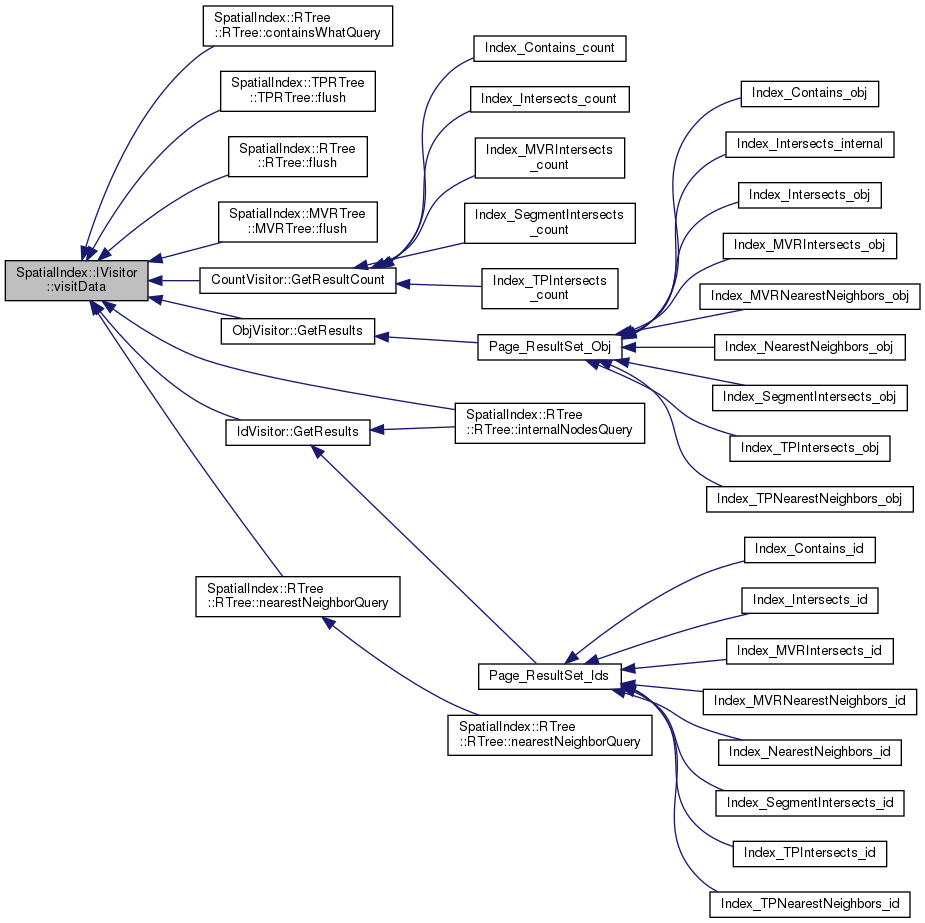 SpatialIndex::IVisitor
::visitData
SpatialIndex::RTree
::RTree::containsWhatQuery
SpatialIndex::TPRTree
::TPRTree::flush
SpatialIndex::RTree
::RTree::flush
SpatialIndex::MVRTree
::MVRTree::flush
CountVisitor::GetResultCount
ObjVisitor::GetResults
IdVisitor::GetResults
SpatialIndex::RTree
::RTree::nearestNeighborQuery
Index_Contains_count
Index_Intersects_count
Index_MVRIntersects
_count
Index_SegmentIntersects
_count
Index_TPIntersects
_count
Page_ResultSet_Obj
SpatialIndex::RTree
::RTree::internalNodesQuery
Page_ResultSet_Ids
SpatialIndex::RTree
::RTree::nearestNeighborQuery
Index_Contains_obj
Index_Intersects_internal
Index_Intersects_obj
Index_MVRIntersects_obj
Index_MVRNearestNeighbors_obj
Index_NearestNeighbors_obj
Index_SegmentIntersects_obj
Index_TPIntersects_obj
Index_TPNearestNeighbors_obj
Index_Contains_id
Index_Intersects_id
Index_MVRIntersects_id
Index_MVRNearestNeighbors_id
Index_NearestNeighbors_id
Index_SegmentIntersects_id
Index_TPIntersects_id
Index_TPNearestNeighbors_id